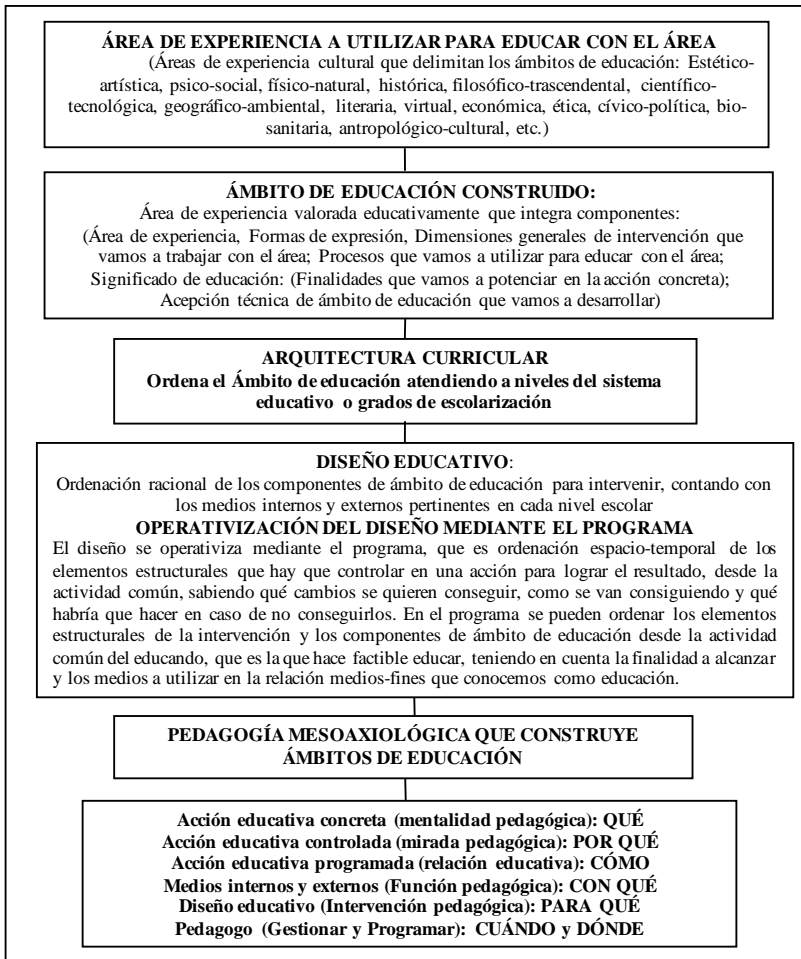 ÁREA DE EXPERIENCIA A UTILIZAR PARA EDUCAR CON EL ÁREA
(Áreas de experiencia cultural que delimitan los ámbitos de educación: Estético-
artística, psico-social, físico-natural, histórica, filosófico-trascendental, científico-
tecnológica, geográfico-ambiental, literaria, virtual, económica, ética, cívico-política, bio-
sanitaria, antropológico-cultural, etc.)
ÁMBITO DE EDUCACIÓN CONSTRUIDO:
Área de experiencia valorada educativamente que integra componentes:
(Área de experiencia, Formas de expresión, Dimensiones generales de intervención que
vamos a trabajar con el área; Procesos que vamos a utilizar para educar con el área;
Significado de educación: (Finalidades que vamos a potenciar en la acción concreta);
Acepción técnica de ámbito de educación que vamos a desarrollar)
ARQUITECTURA CURRICULAR
Ordena el Ámbito de educación atendiendo a niveles del sistema
educativo o grados de escolarización
DISEÑO EDUCATIVO:
Ordenación racional de los componentes de ámbito de educación para intervenir, contando con
los medios internos y externos pertinentes en cada nivel escolar
OPERATIVIZACIÓN DEL DISEÑO MEDIANTE EL PROGRAMA
El diseño se operativiza mediante el programa, que es ordenación espacio-temporal de los
elementos estructurales que hay que controlar en una acción para lograr el resultado, desde la
actividad común, sabiendo qué cambios se quieren conseguir, como se van consiguiendo y qué
habría que hacer en caso de no conseguirlos. En el programa se pueden ordenar los elementos
estructurales de la intervención y los componentes de ámbito de educación desde la actividad
común del educando, que es la que hace factible educar, teniendo en cuenta la finalidad a alcanzar
y los medios a utilizar en la relación medios-fines que conocemos como educación.
PEDAGOGÍA MESOAXIOLÓGICA QUE CONSTRUYE
ÁMBITOS DE EDUCACIÓN
Acción educativa concreta (mentalidad pedagógica): QUÉ
Acción educativa controlada (mirada pedagógica): POR QUÉ
Acción educativa programada (relación educativa): CÓMO
Medios internos y externos (Función pedagógica): CON QUÉ
Diseño educativo (Intervención pedagógica): PARA QUÉ
Pedagogo (Gestionar y Programar): CUÁNDO y DÓNDE